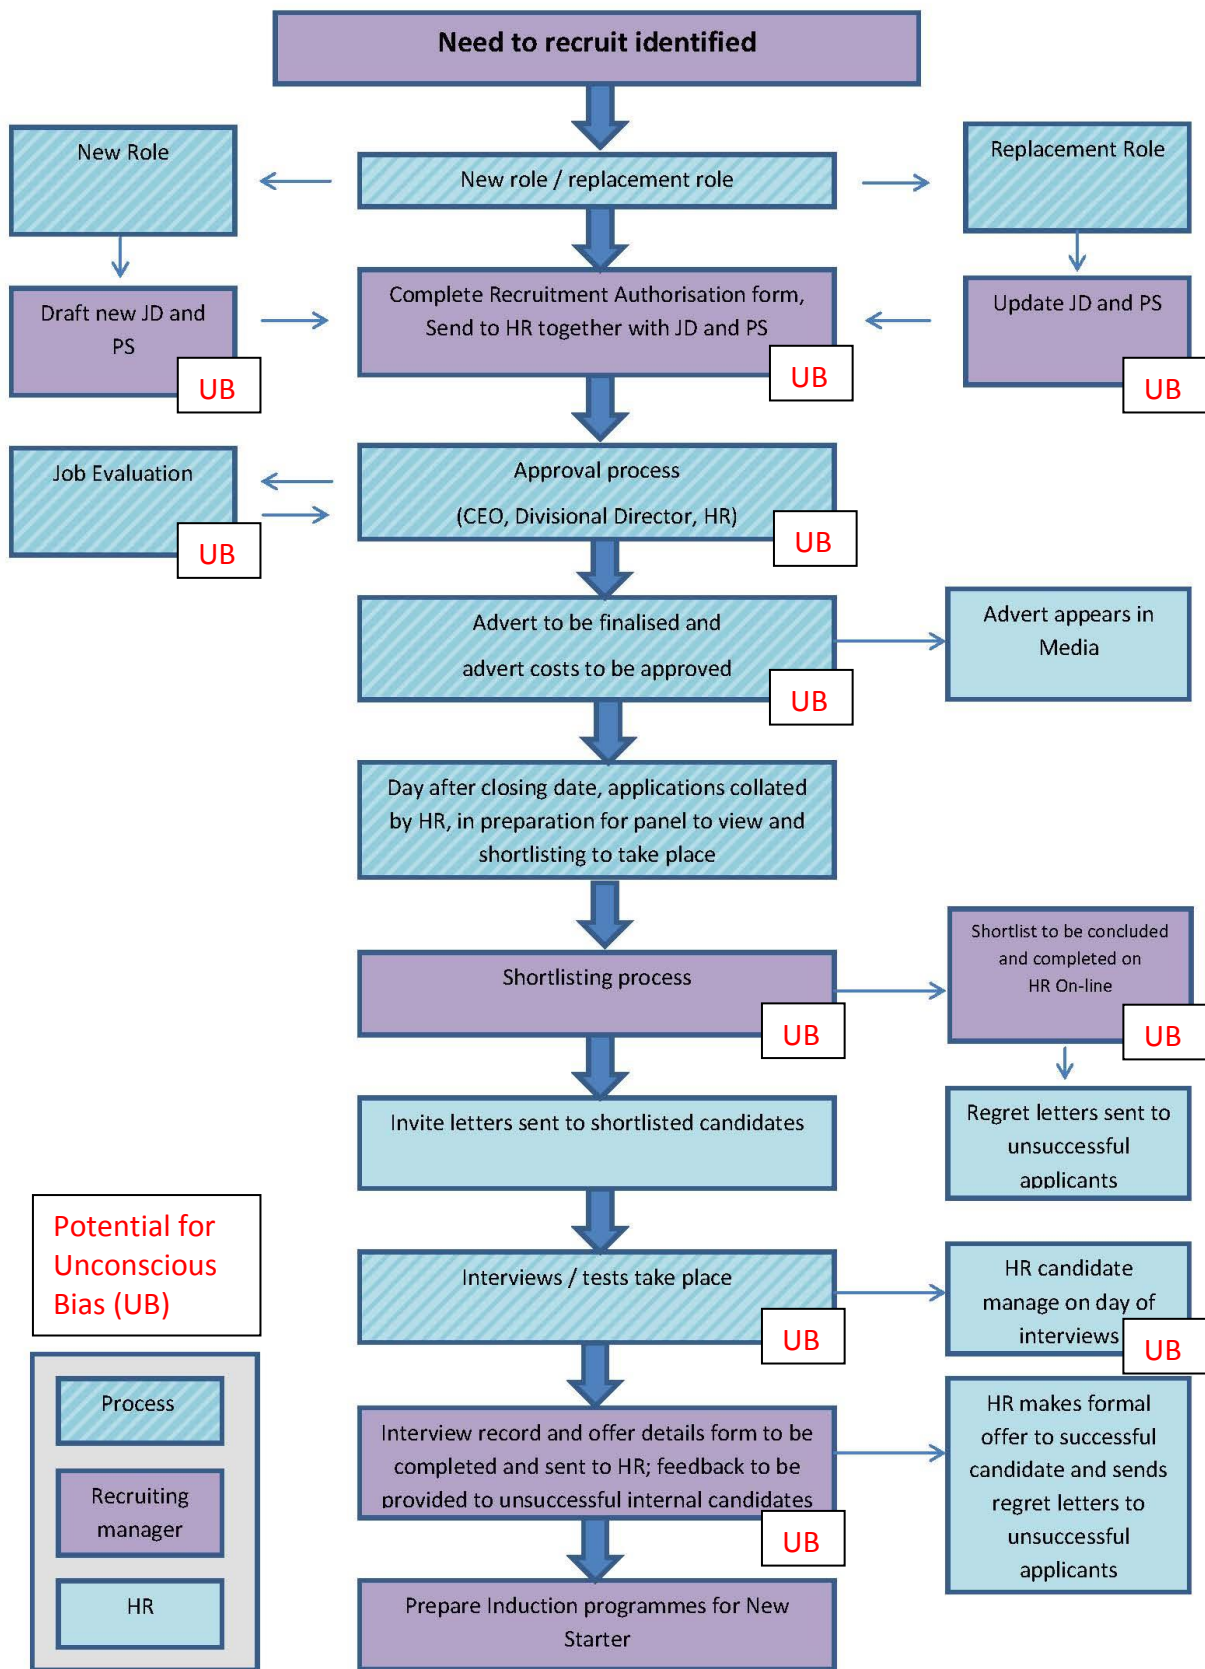 Need to recruit identified
New Role
New role / replacement role
Replacement Role
Draft new JD and
PS
UB
Complete Recruitment Authorisation form,
Send to HR together with JD and PS
UB
Update JD and PS
UB
Job Evaluation
UB
Approval process
(CEO, Divisional Director, HR)
UB
Advert to be finalised and
advert costs to be approved
UB
Advert appears in
Media
Day after closing date, applications collated
by HR, in preparation for panel to view and
shortlisting to take place
Shortlisting process
UB
Shortlist to be concluded
and completed on
HR On-line
UB
Invite letters sent to shortlisted candidates
Regret letters sent to
unsuccessful
applicants
Interviews / tests take place
UB
HR candidate
manage on day of
interviews
UB
Interview record and offer details form to be
completed and sent to HR; feedback to be
provided to unsuccessful internal candidates
UB
HR makes formal
offer to successful
candidate and sends
regret letters to
unsuccessful
applicants
Prepare Induction programmes for New
Starter
Potential for
Unconscious
Bias (UB)
Process
Recruiting
manager
HR